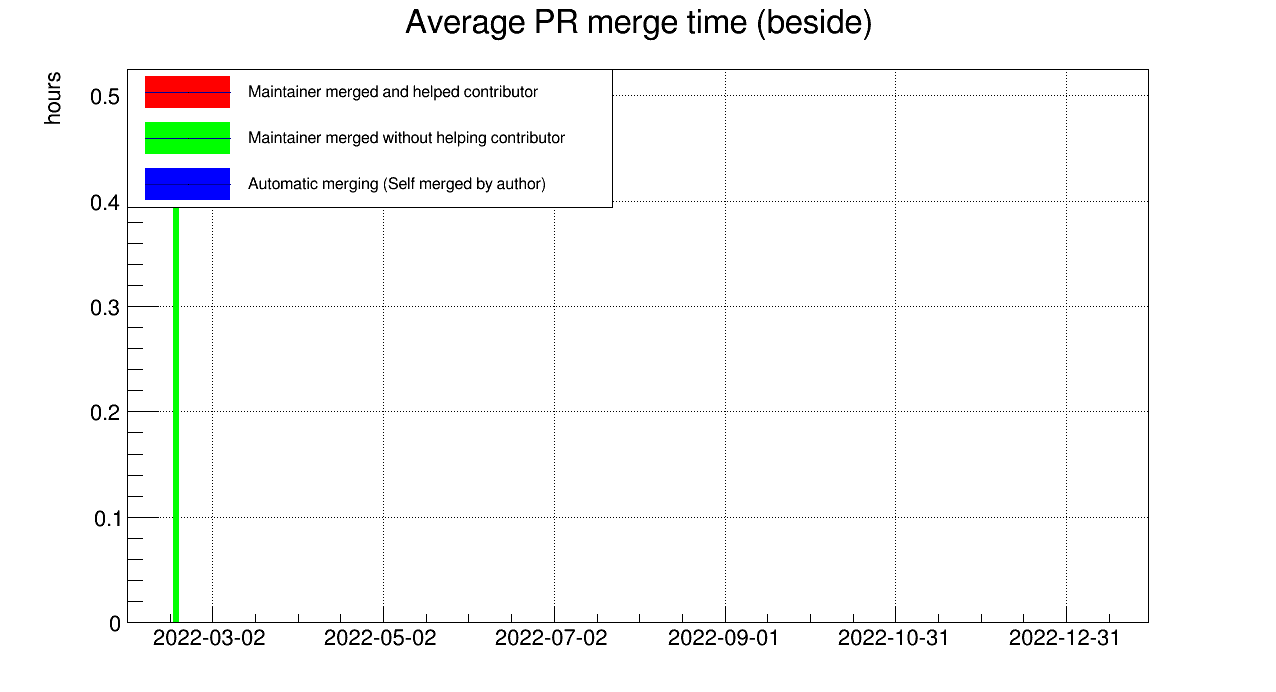 Average PR merge time (beside)
hours
Maintainer merged and helped contributor
Maintainer merged without helping contributor
Automatic merging (Self merged by author)
0.5
0.4
0.3
0.2
0.1
0
2022-03-02 2022-05-02 2022-07-02 2022-09-01 2022-10-31 2022-12-31